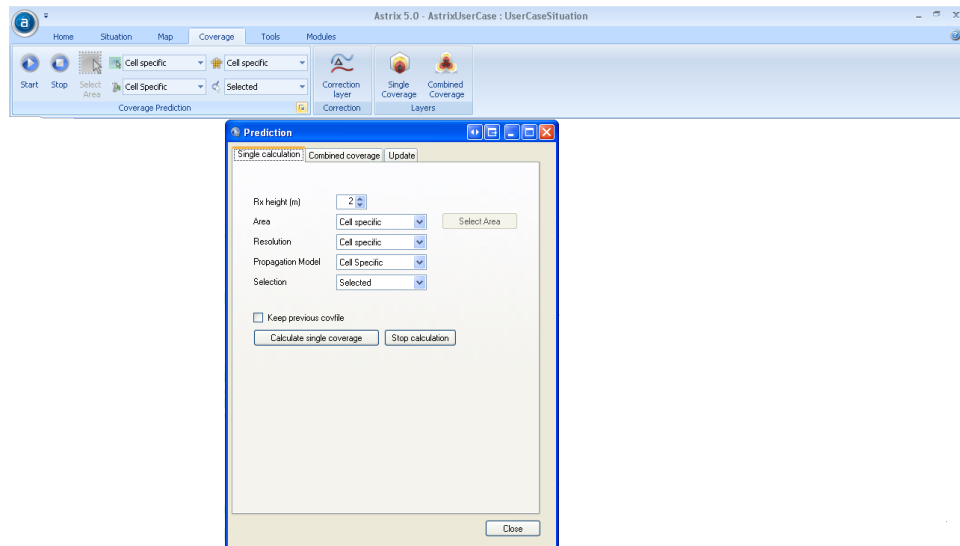 Astrix 5.0 - AstrixUserCase : UserCaseSituation
Home Situation Map Coverage Tools Modules
Cell specific Cell specific
Start Stop Select Area Cell Specific Selected Correction layer Single Coverage Combined Coverage
Coverage Prediction Correction Layers
Prediction
Single calculation Combined coverage Update
Rx height (m) 2
Area Cell specific Select Area
Resolution Cell specific
Propagation Model Cell Specific
Selection Selected
Keep previous covfile
Calculate single coverage Stop calculation
Close